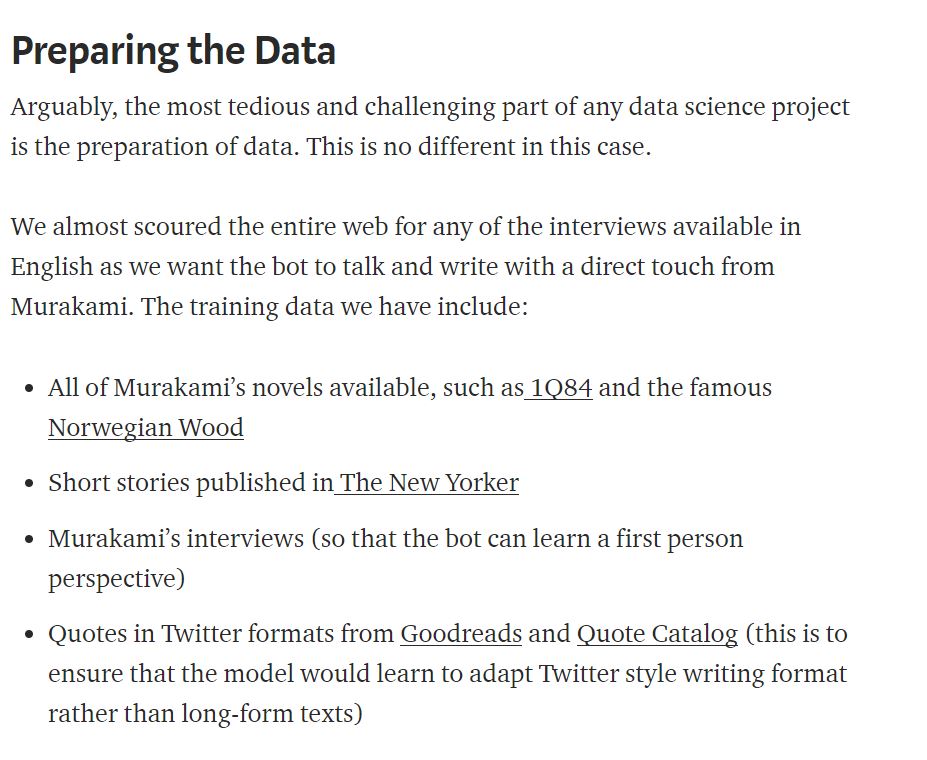 Preparing the Data
Arguably, the most tedious and challenging part of any data science project
is the preparation of data. This is no different in this case.
We almost scoured the entire web for any of the interviews available in
English as we want the bot to talk and write with a direct touch from
Murakami. The training data we have include:
• All of Murakami’s novels available, such as 1Q84 and the famous
Norwegian Wood
• Short stories published in The New Yorker
• Murakami’s interviews (so that the bot can learn a first person
perspective)
• Quotes in Twitter formats from Goodreads and Quote Catalog (this is to
ensure that the model would learn to adapt Twitter style writing format
rather than long-form texts)